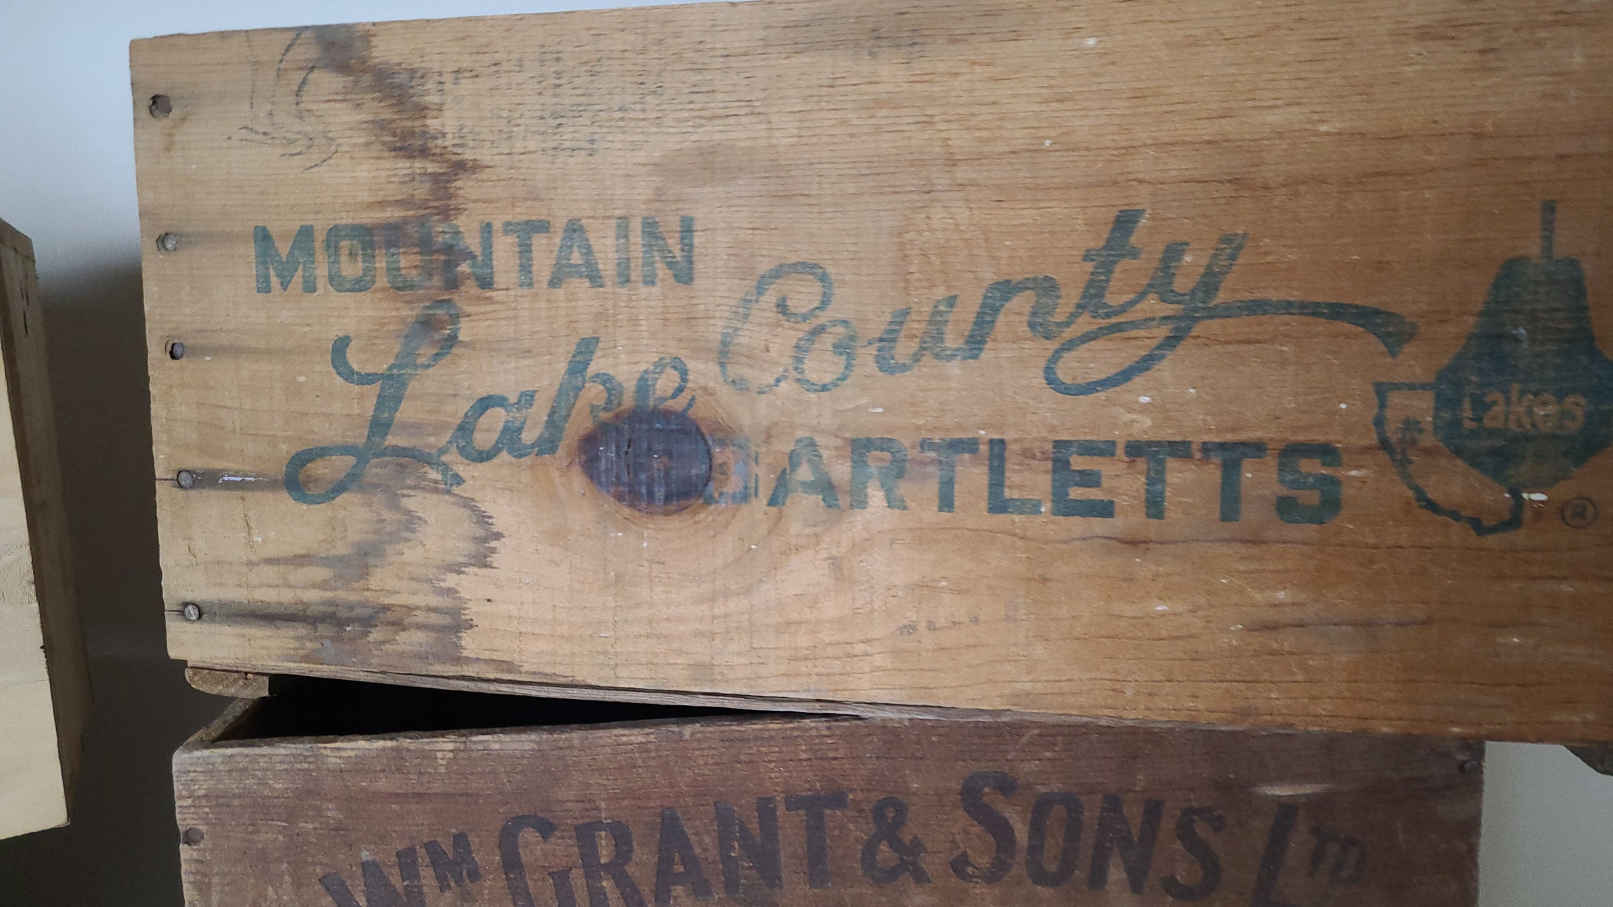 MOUNTAIN
Lake County
BARTLETTS
Lakes
®
WM GRANT & SONS LTD